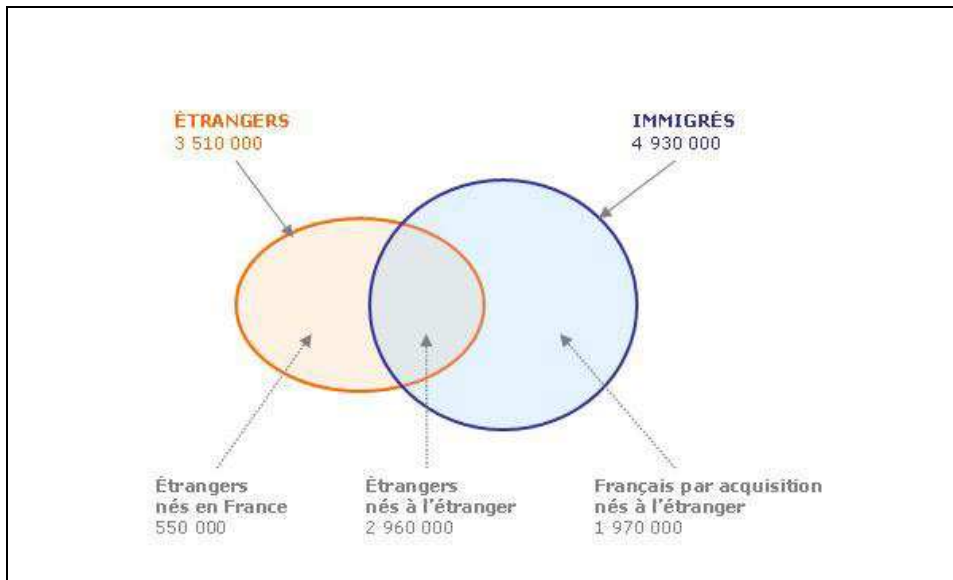 ÉTRANGERS
3 510 000
IMMIGRÉS
4 930 000
Étrangers
nés en France
550 000
Étrangers
nés à l'étranger
2 960 000
Français par acquisition
nés à l'étranger
1 970 000